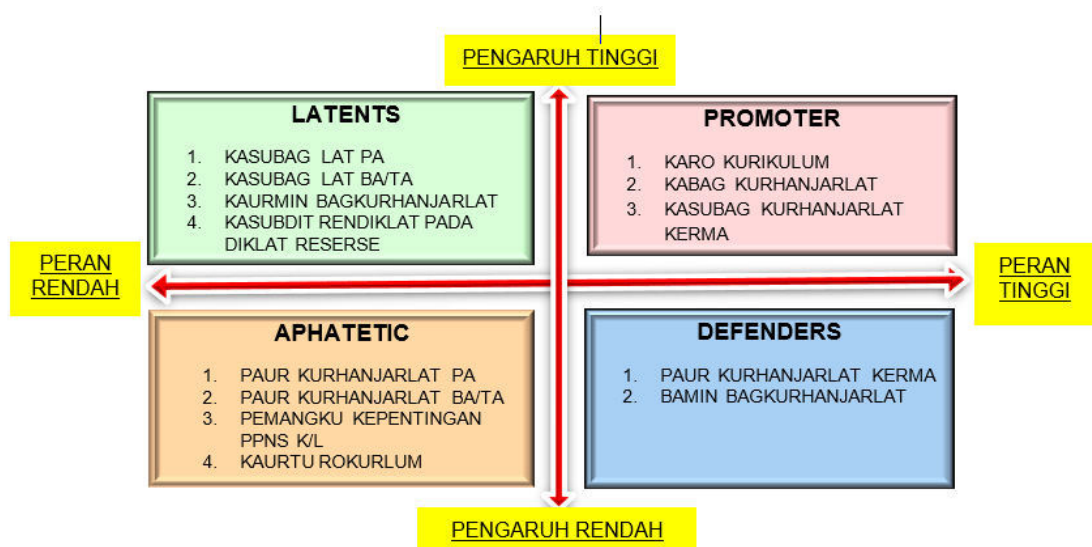 PENGARUH TINGGI
LATENTS
1. KASUBAG LAT PA
2. KASUBAG LAT BA/TA
3. KAURMIN BAGKURHANJARLAT
4. KASUBDIT RENDIKLAT PADA
DIKLAT RESERSE
PROMOTER
1. KARO KURIKULUM
2. KABAG KURHANJARLAT
3. KASUBAG KURHANJARLAT
KERMA
PERAN
RENDAH
PERAN
TINGGI
APHATETIC
1. PAUR KURHANJARLAT PA
2. PAUR KURHANJARLAT BA/TA
3. PEMANGKU KEPENTINGAN
PPNS K/L
4. KAURTU ROKURLUM
DEFENDERS
1. PAUR KURHANJARLAT KERMA
2. BAMIN BAGKURHANJARLAT
PENGARUH RENDAH